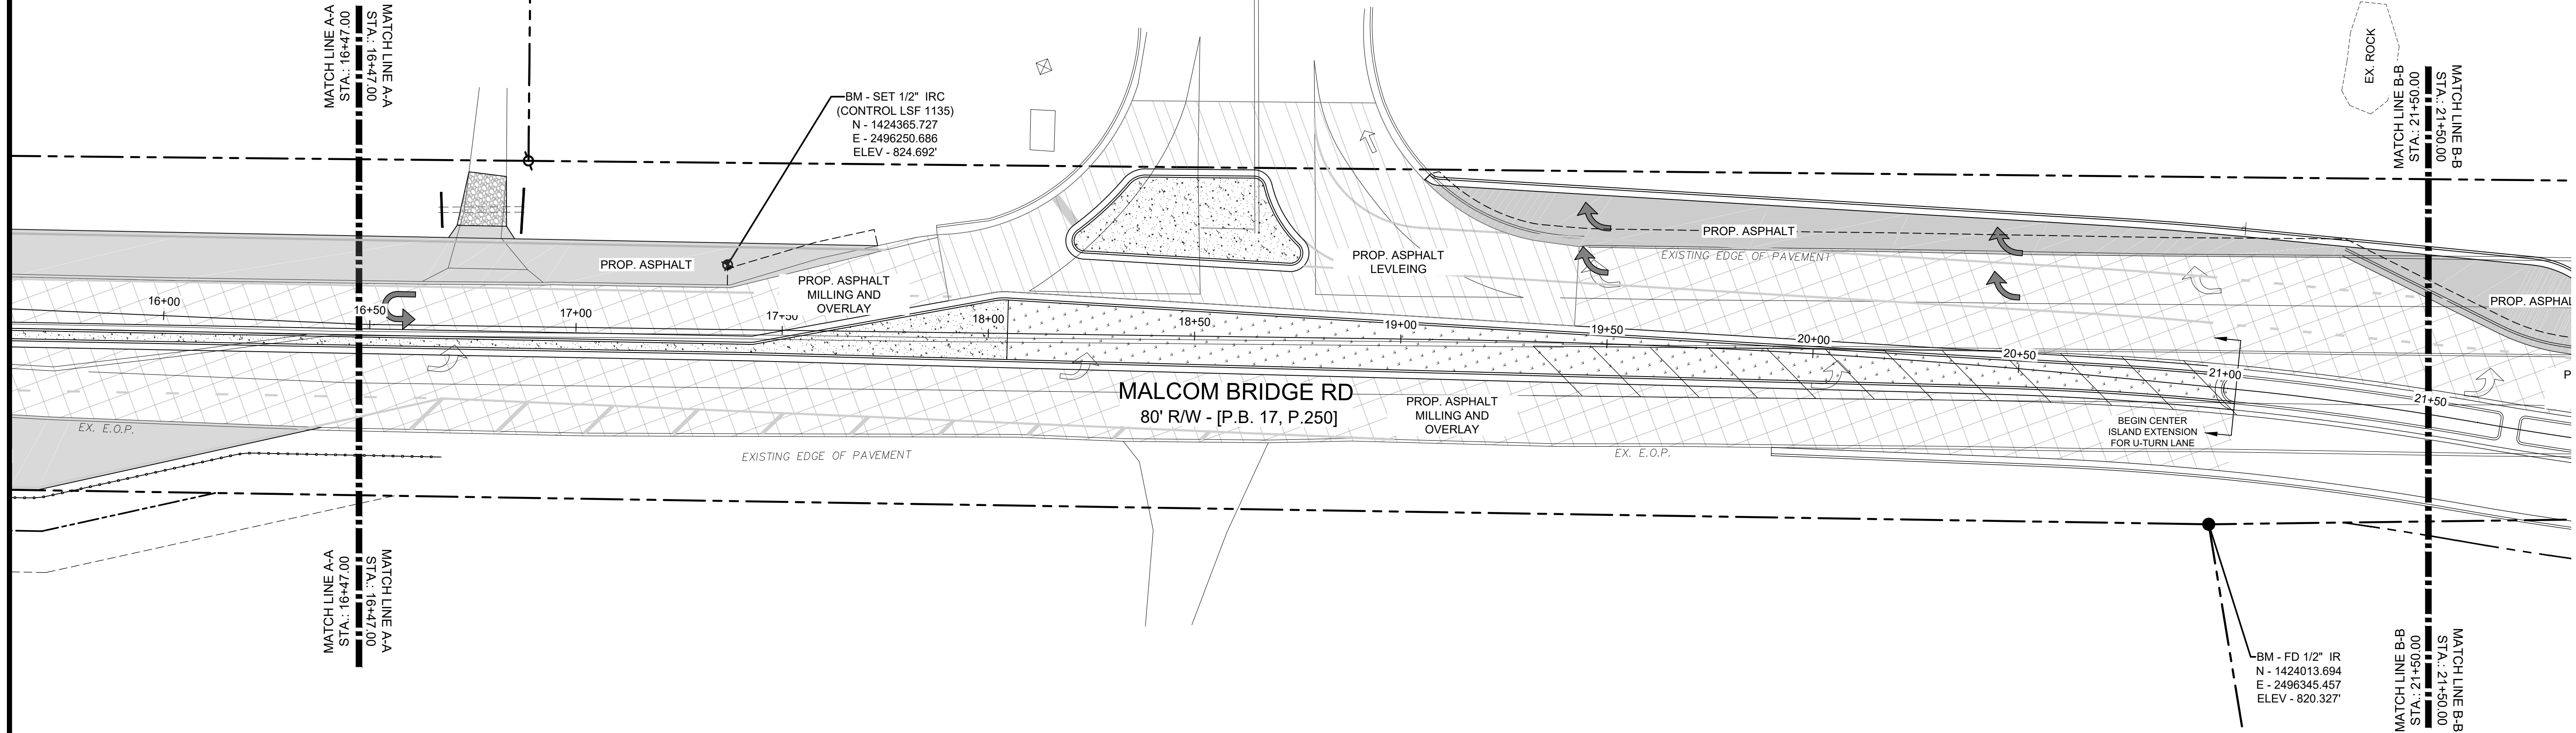 MATCH LINE A-A
STA.: 16+47.00
MATCH LINE A-A
STA.: 16+47.00
BM - SET 1/2" IRC
(CONTROL LSF 1135)
N - 1424365.727
E - 2496250.686
ELEV - 824.692'
EX. ROCK
MATCH LINE B-B
STA.: 21+50.00
MATCH LINE B-B
STA.: 21+50.00
PROP. ASPHALT
PROP. ASPHALT
MILLING AND
OVERLAY
PROP. ASPHALT
LEVLEING
PROP. ASPHALT
EXISTING EDGE OF PAVEMENT
PROP. ASPHAL
16+00
16+50
17+00
17+50
18+00
18+50
19+00
19+50
20+00
20+50
21+00
21+50
P
MALCOM BRIDGE RD
80' R/W - [P.B. 17, P.250]
PROP. ASPHALT
MILLING AND
OVERLAY
BEGIN CENTER
ISLAND EXTENSION
FOR U-TURN LANE
EX. E.O.P.
EXISTING EDGE OF PAVEMENT
EX. E.O.P.
MATCH LINE A-A
STA.: 16+47.00
MATCH LINE A-A
STA.: 16+47.00
BM - FD 1/2" IR
N - 1424013.694
E - 2496345.457
ELEV - 820.327'
MATCH LINE B-B
STA.: 21+50.00
MATCH LINE B-B
STA.: 21+50.00